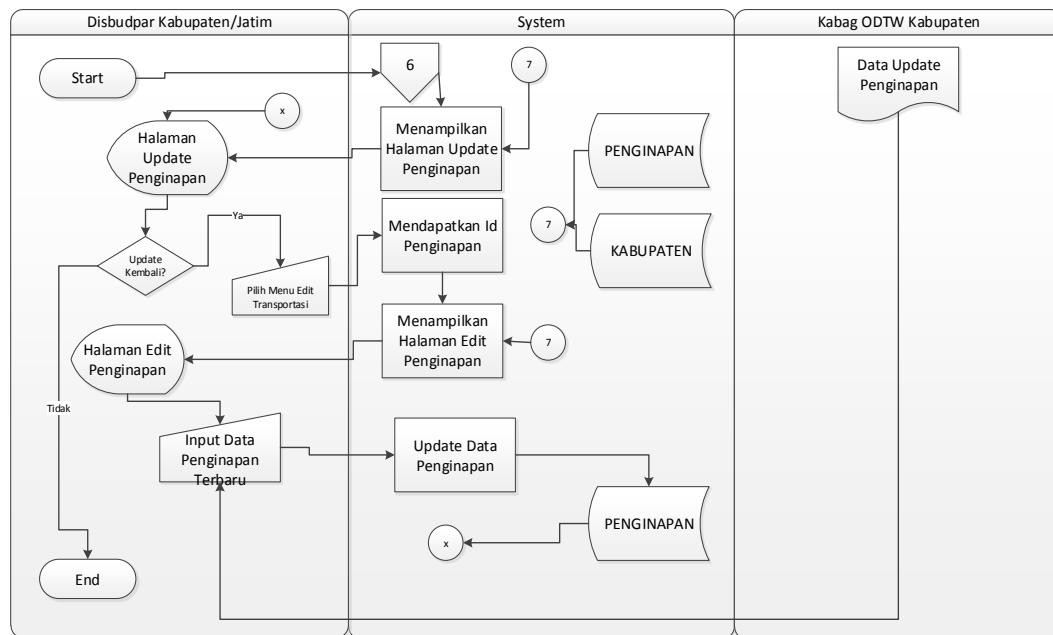 Disbudpar Kabupaten/Jatim
System
Kabag ODTW Kabupaten
Start
6
7
Data Update
Penginapan
x
Halaman
Update
Penginapan
Menampilkan
Halaman Update
Penginapan
PENGINAPAN
Ya
Mendapatkan Id
Penginapan
7
KABUPATEN
Update
Kembali?
Pilih Menu Edit
Transportasi
Halaman Edit
Penginapan
Menampilkan
Halaman Edit
Penginapan
7
Tidak
Input Data
Penginapan
Terbaru
Update Data
Penginapan
PENGINAPAN
x
End